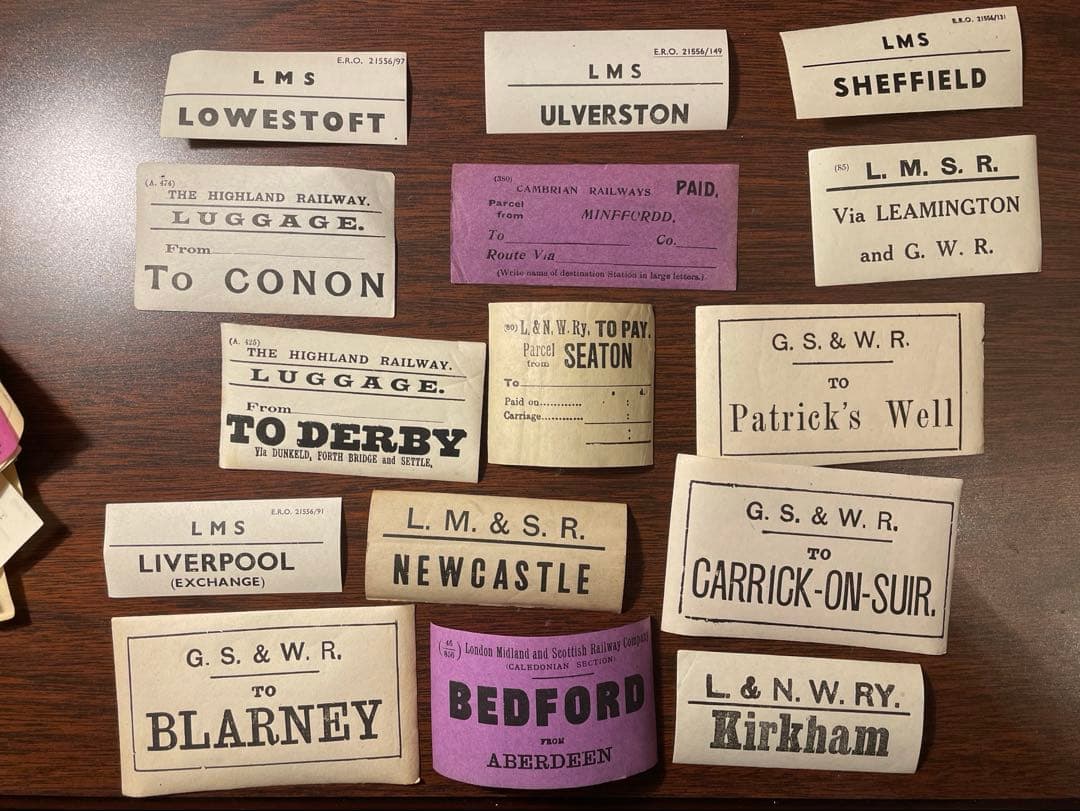 E.R.O. 21556/97
LMS
LOWESTOFT
E.R.O. 21556/149
LMS
ULVERSTON
E.R.O. 21556/131
LMS
SHEFFIELD
(A. 474)
THE HIGHLAND RAILWAY.
LUGGAGE.
From
To CONON
(380)
CAMBRIAN RAILWAYS PAID.
Parcel from MINFFORDD.
To Co.
Route Via
(Write name of destination Station in large letters.)
(85) L. M. S. R.
Via LEAMINGTON
and G. W. R.
(A. 425)
THE HIGHLAND RAILWAY.
LUGGAGE.
From
TO DERBY
Via DUNKELD, FORTH BRIDGE and SETTLE,
(80) L. & N. W. Ry. TO PAY.
Parcel from SEATON
To
s. d.
Paid on............ :
Carriage............ :
:
G. S. & W. R.
TO
Patrick's Well
E.R.O. 21556/91
LMS
LIVERPOOL
(EXCHANGE)
L. M. & S. R.
NEWCASTLE
G. S. & W. R.
TO
CARRICK-ON-SUIR.
G. S. & W. R.
TO
BLARNEY
(45/856) London Midland and Scottish Railway Company
(CALEDONIAN SECTION)
BEDFORD
FROM
ABERDEEN
L. & N. W. RY.
Kirkham